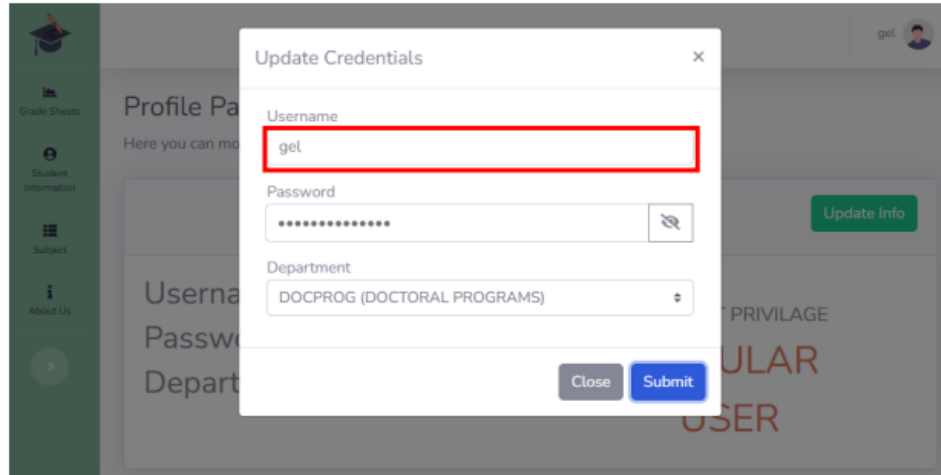 gel
Update Credentials
×
Grade Sheets
Profile Pa
Username
Here you can mo
gel
Student
information
Password
••••••••••••••
Update Info
Subject
Department
Userna
DOCPROG (DOCTORAL PROGRAMS)
About Us
PRIVILAGE
Passw
ULAR
Close
Submit
Depart
USER